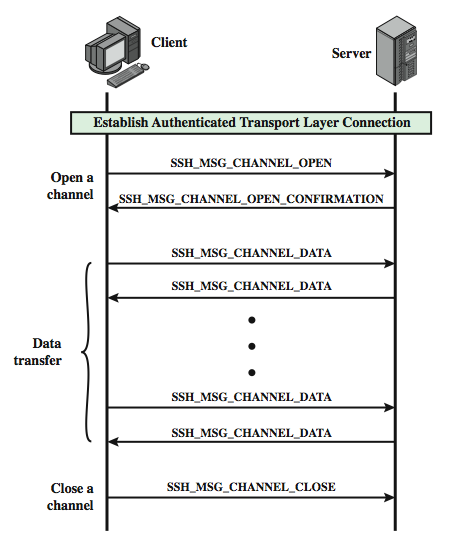 Client
Server
Establish Authenticated Transport Layer Connection
SSH_MSG_CHANNEL_OPEN
Open a
channel
SSH_MSG_CHANNEL_OPEN_CONFIRMATION
SSH_MSG_CHANNEL_DATA
SSH_MSG_CHANNEL_DATA
Data
transfer
SSH_MSG_CHANNEL_DATA
SSH_MSG_CHANNEL_DATA
Close a
channel
SSH_MSG_CHANNEL_CLOSE